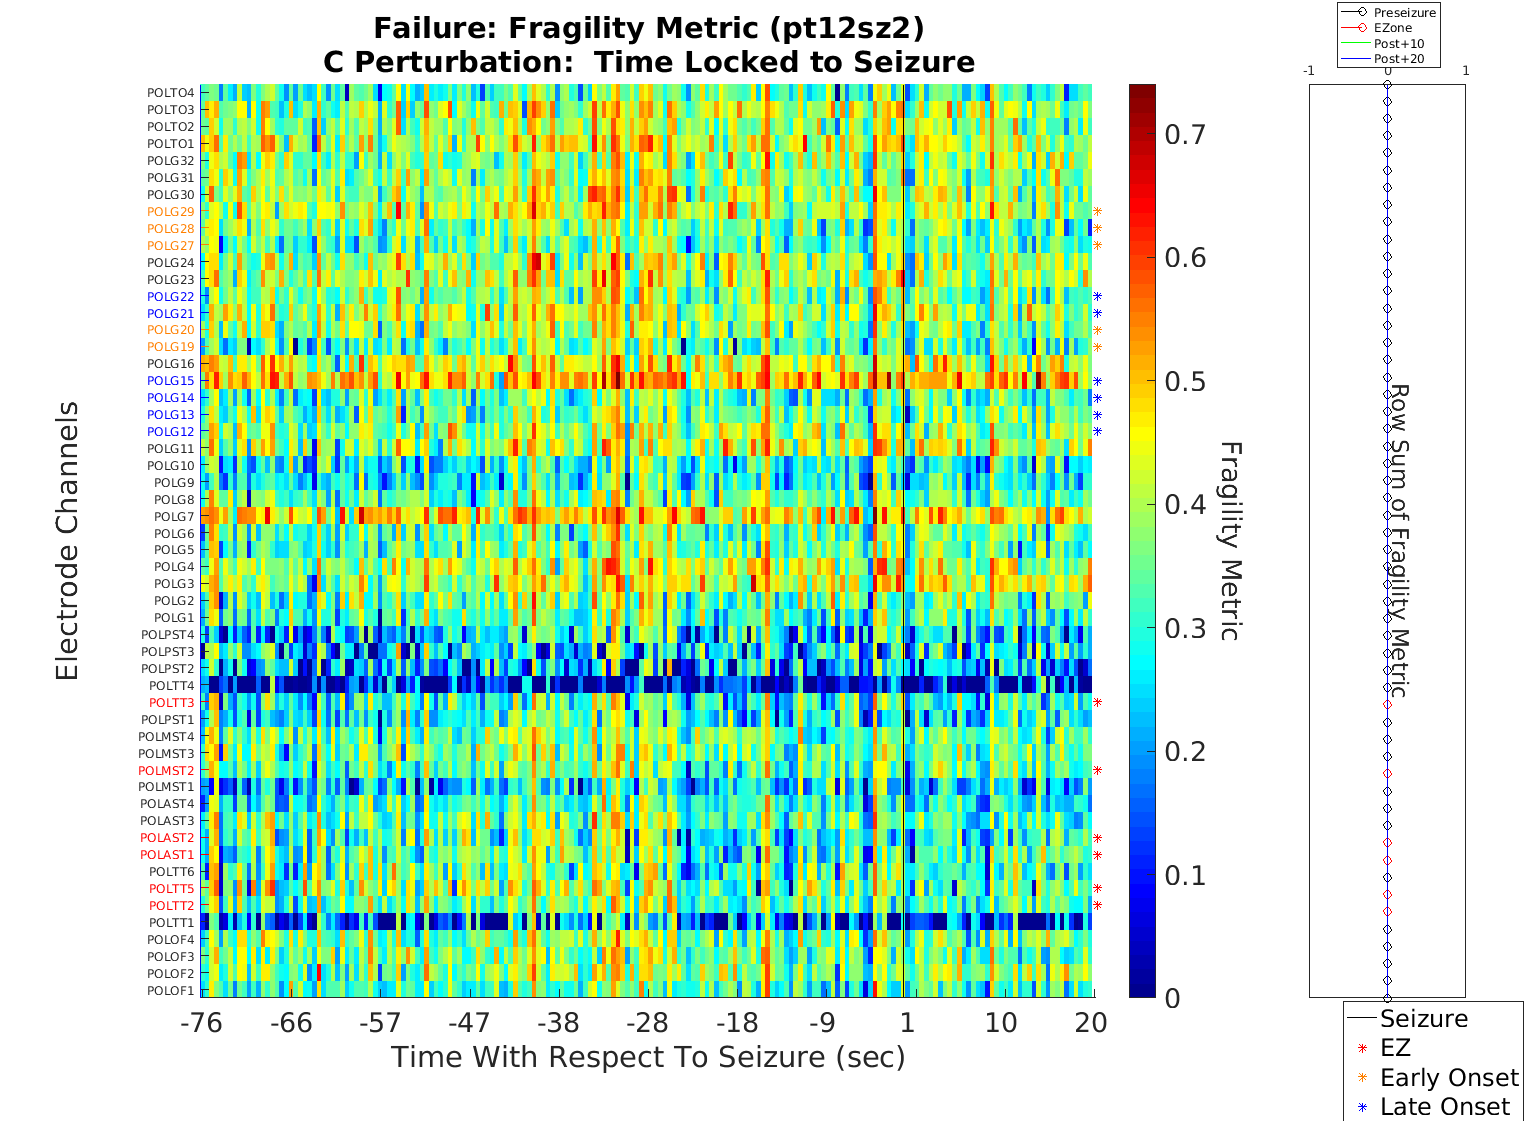 Failure: Fragility Metric (pt12sz2)
C Perturbation:  Time Locked to Seizure
Electrode Channels
POLTO4
POLTO3
POLTO2
POLTO1
POLG32
POLG31
POLG30
POLG29
POLG28
POLG27
POLG24
POLG23
POLG22
POLG21
POLG20
POLG19
POLG16
POLG15
POLG14
POLG13
POLG12
POLG11
POLG10
POLG9
POLG8
POLG7
POLG6
POLG5
POLG4
POLG3
POLG2
POLG1
POLPST4
POLPST3
POLPST2
POLTT4
POLTT3
POLPST1
POLMST4
POLMST3
POLMST2
POLMST1
POLAST4
POLAST3
POLAST2
POLAST1
POLTT6
POLTT5
POLTT2
POLTT1
POLOF4
POLOF3
POLOF2
POLOF1
-76 -66 -57 -47 -38 -28 -18 -9 1 10 20
Time With Respect To Seizure (sec)
0.7
0.6
0.5
0.4
0.3
0.2
0.1
0
Fragility Metric
Preseizure
EZone
Post+10
Post+20
-1 0 1
Row Sum of Fragility Metric
Seizure
EZ
Early Onset
Late Onset